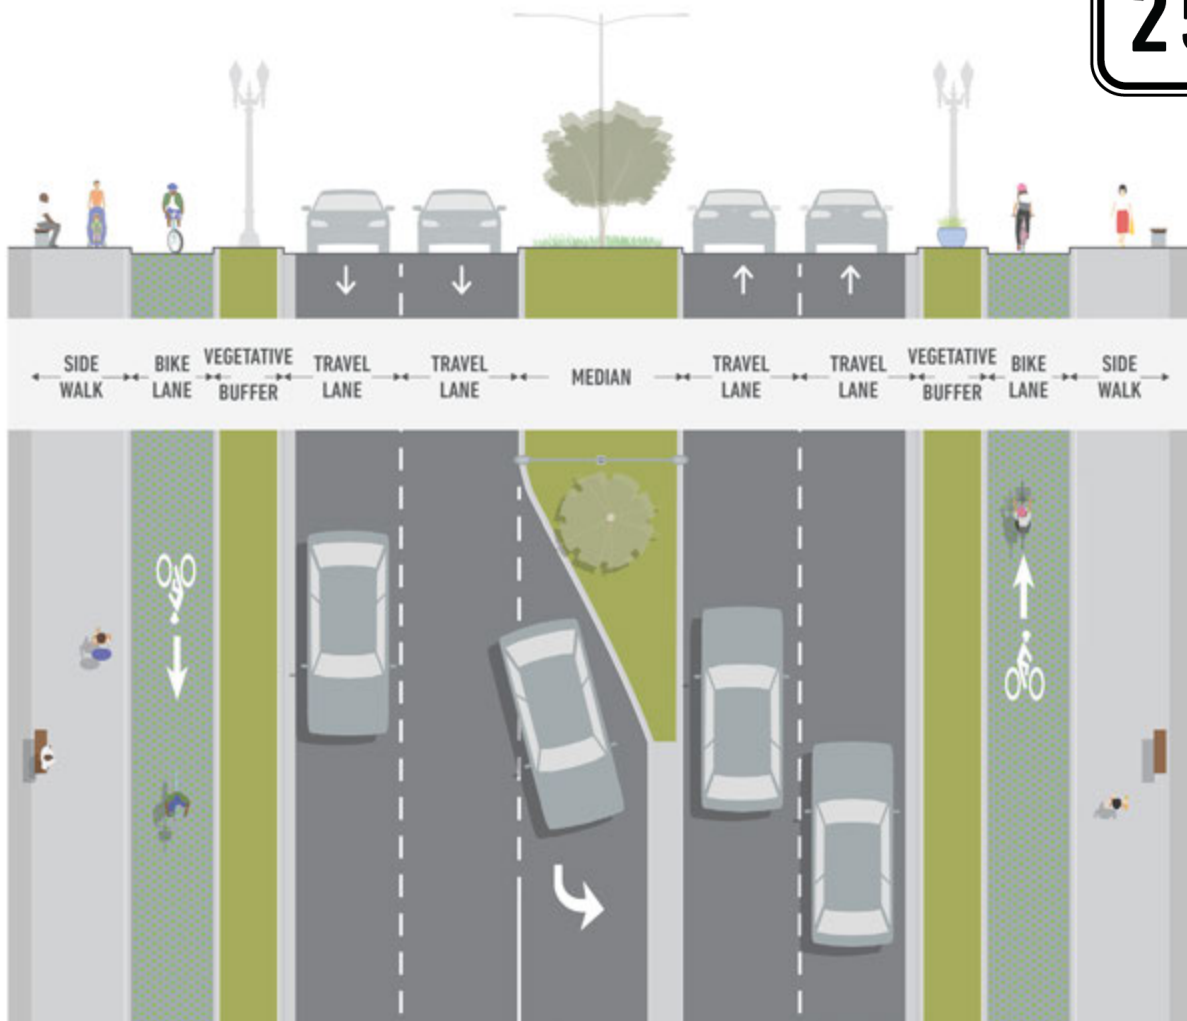 25
SIDE WALK
BIKE LANE
VEGETATIVE BUFFER
TRAVEL LANE
TRAVEL LANE
MEDIAN
TRAVEL LANE
TRAVEL LANE
VEGETATIVE BUFFER
BIKE LANE
SIDE WALK